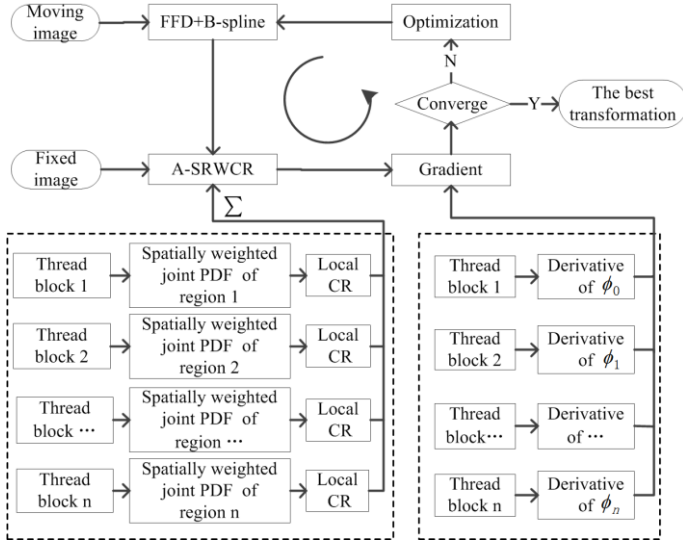 Moving
image
FFD+B-spline
Optimization
N
Converge
Y
The best
transformation
Fixed
image
A-SRWCR
Gradient
Σ
Thread
block 1
Spatially weighted
joint PDF of
region 1
Local
CR
Thread
block 2
Spatially weighted
joint PDF of
region 2
Local
CR
Thread
block ···
Spatially weighted
joint PDF of
region ···
Local
CR
Thread
block n
Spatially weighted
joint PDF of
region n
Local
CR
Thread
block 1
Derivative
of ϕ₀
Thread
block 2
Derivative
of ϕ₁
Thread
block···
Derivative
of ···
Thread
block n
Derivative
of ϕₙ